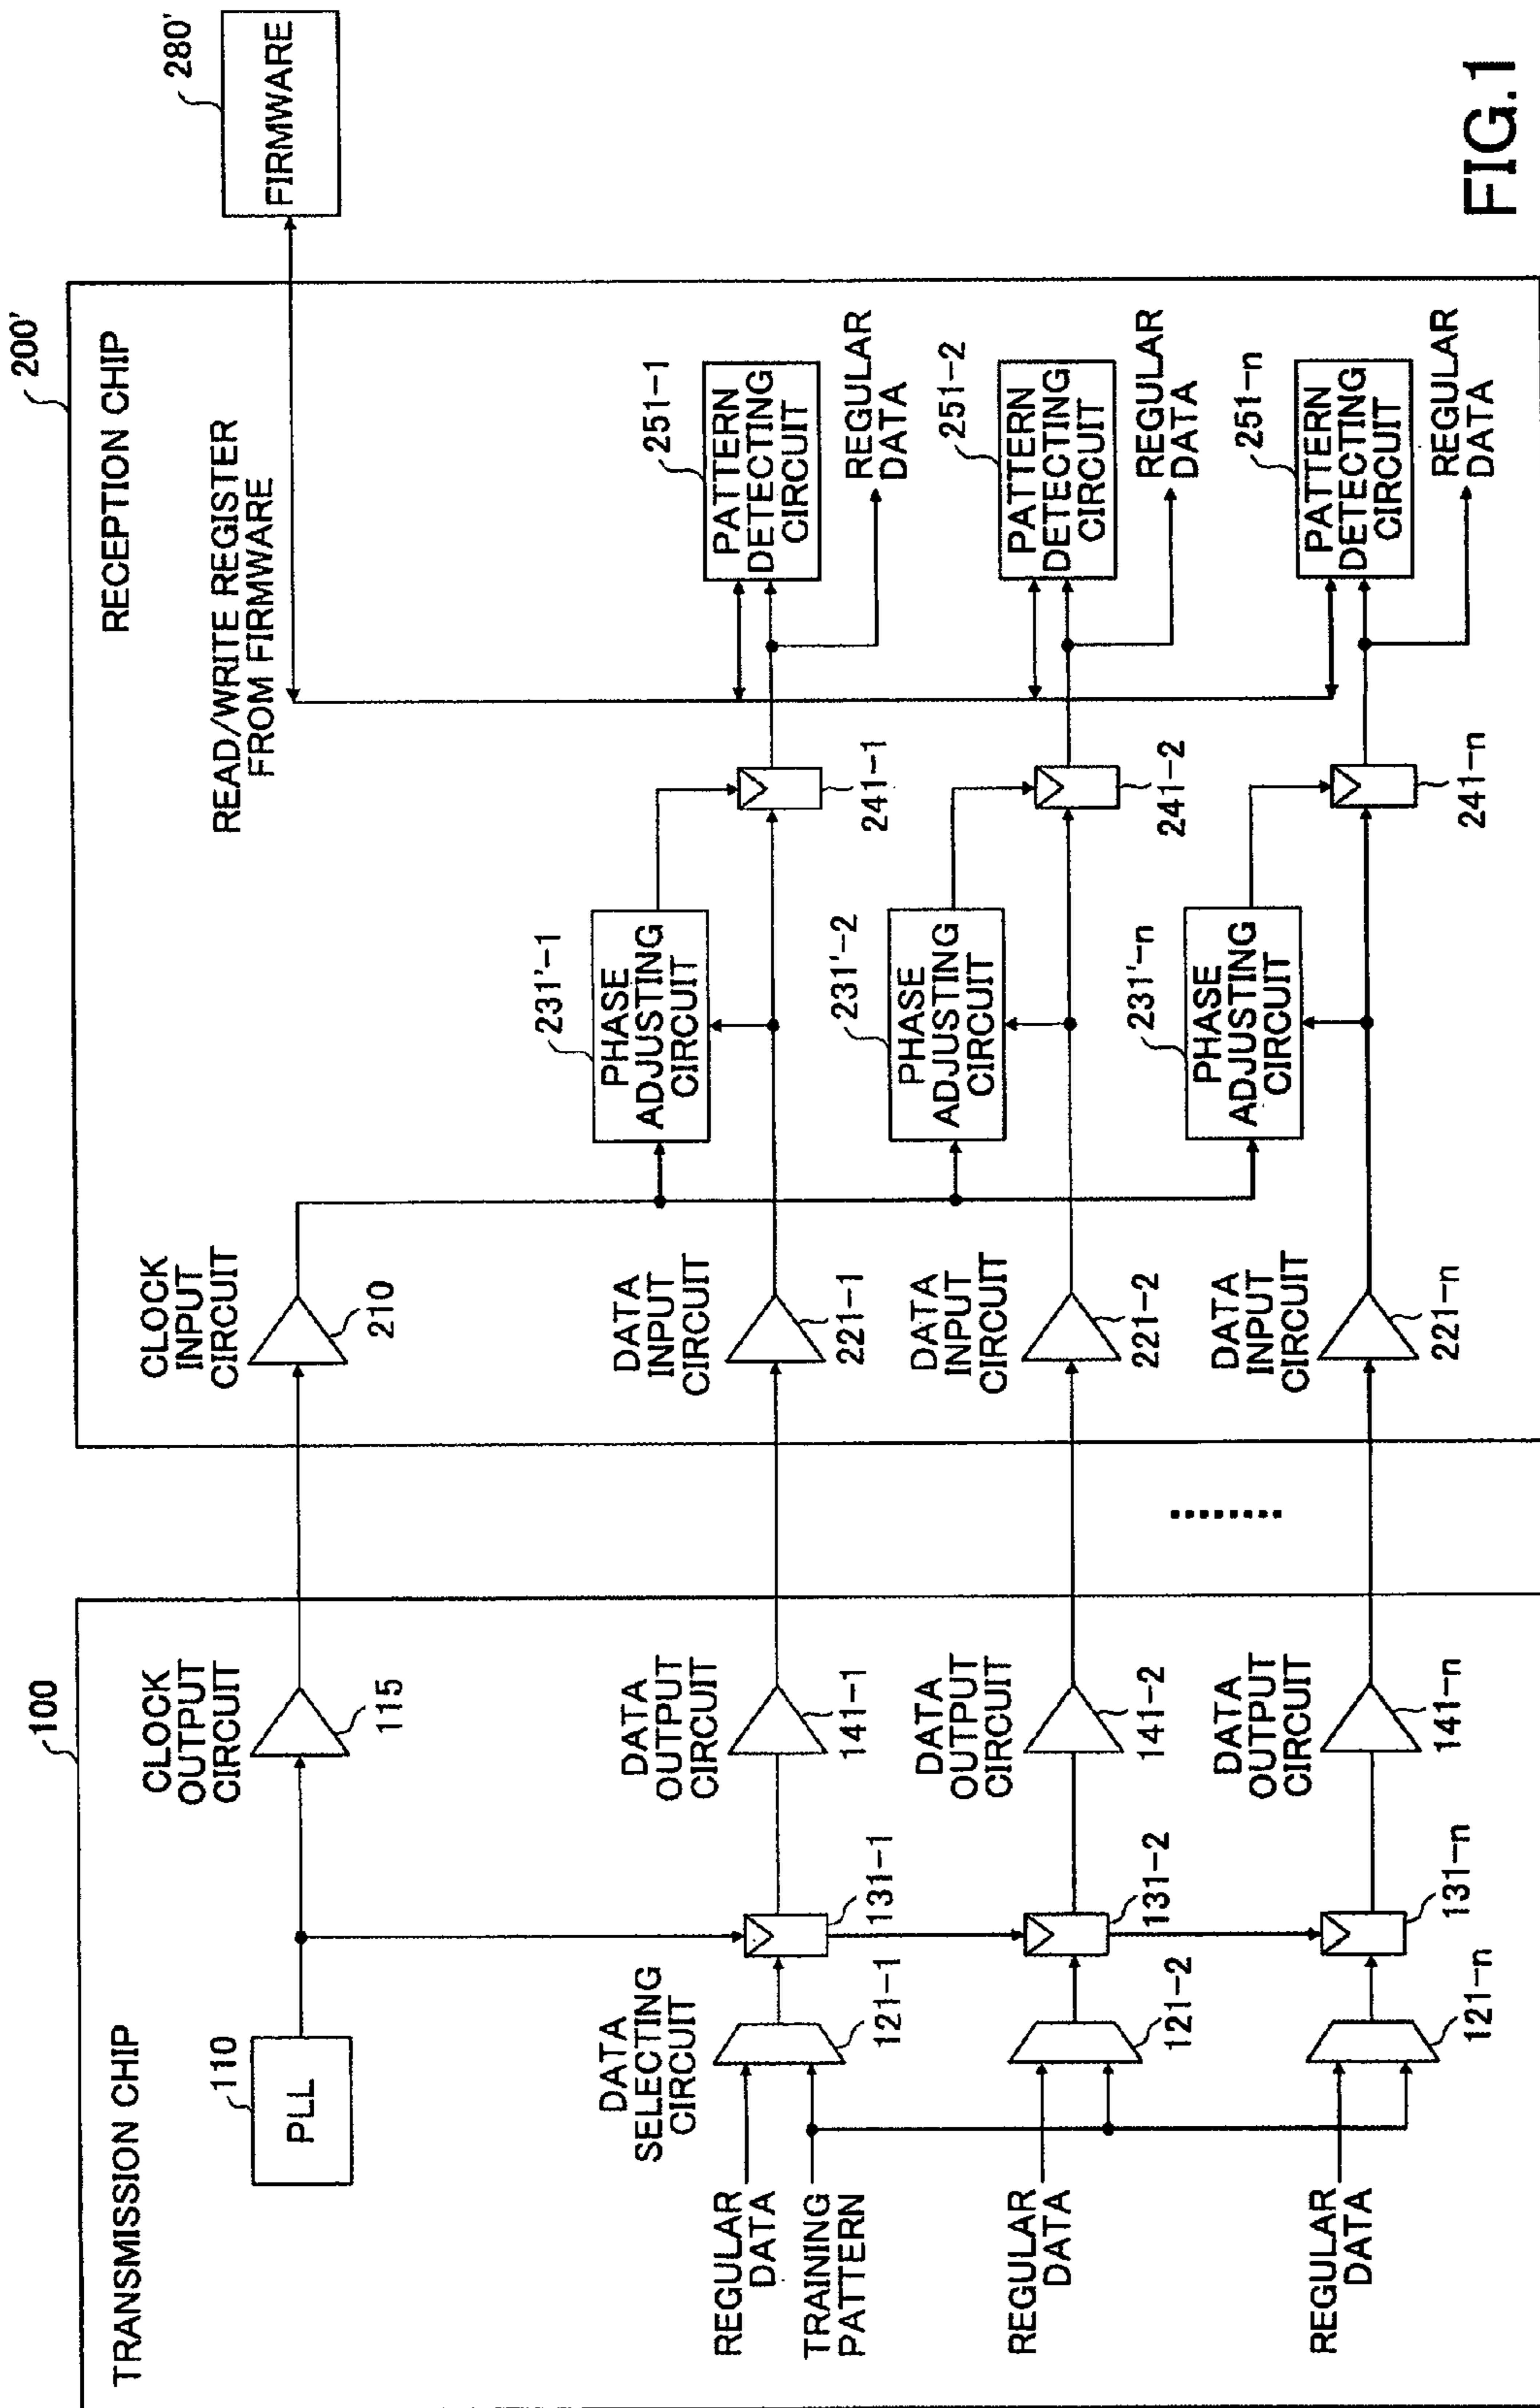 TRANSMISSION CHIP
100
PLL
110
CLOCK
OUTPUT
CIRCUIT
115
DATA
SELECTING
CIRCUIT
REGULAR
DATA
TRAINING
PATTERN
121-1
131-1
DATA
OUTPUT
CIRCUIT
141-1
REGULAR
DATA
121-2
131-2
DATA
OUTPUT
CIRCUIT
141-2
REGULAR
DATA
121-n
131-n
DATA
OUTPUT
CIRCUIT
141-n
RECEPTION CHIP
200'
CLOCK
INPUT
CIRCUIT
210
READ/WRITE REGISTER
FROM FIRMWARE
FIRMWARE
280'
DATA
INPUT
CIRCUIT
221-1
PHASE
ADJUSTING
CIRCUIT
231'-1
241-1
PATTERN
DETECTING
CIRCUIT
251-1
REGULAR
DATA
DATA
INPUT
CIRCUIT
221-2
PHASE
ADJUSTING
CIRCUIT
231'-2
241-2
PATTERN
DETECTING
CIRCUIT
251-2
REGULAR
DATA
DATA
INPUT
CIRCUIT
221-n
PHASE
ADJUSTING
CIRCUIT
231'-n
241-n
PATTERN
DETECTING
CIRCUIT
251-n
REGULAR
DATA
FIG.1